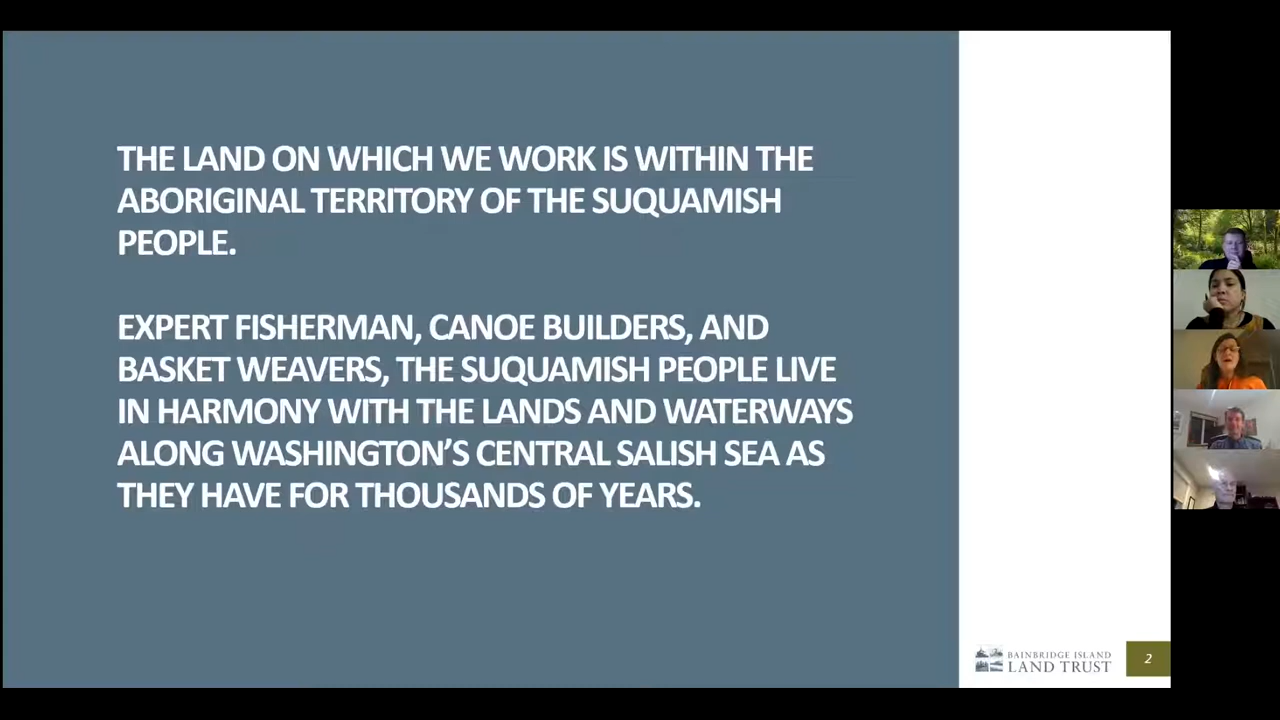 THE LAND ON WHICH WE WORK IS WITHIN THE
ABORIGINAL TERRITORY OF THE SUQUAMISH
PEOPLE.
EXPERT FISHERMAN, CANOE BUILDERS, AND
BASKET WEAVERS, THE SUQUAMISH PEOPLE LIVE
IN HARMONY WITH THE LANDS AND WATERWAYS
ALONG WASHINGTON’S CENTRAL SALISH SEA AS
THEY HAVE FOR THOUSANDS OF YEARS.
BAINBRIDGE ISLAND
LAND TRUST
2